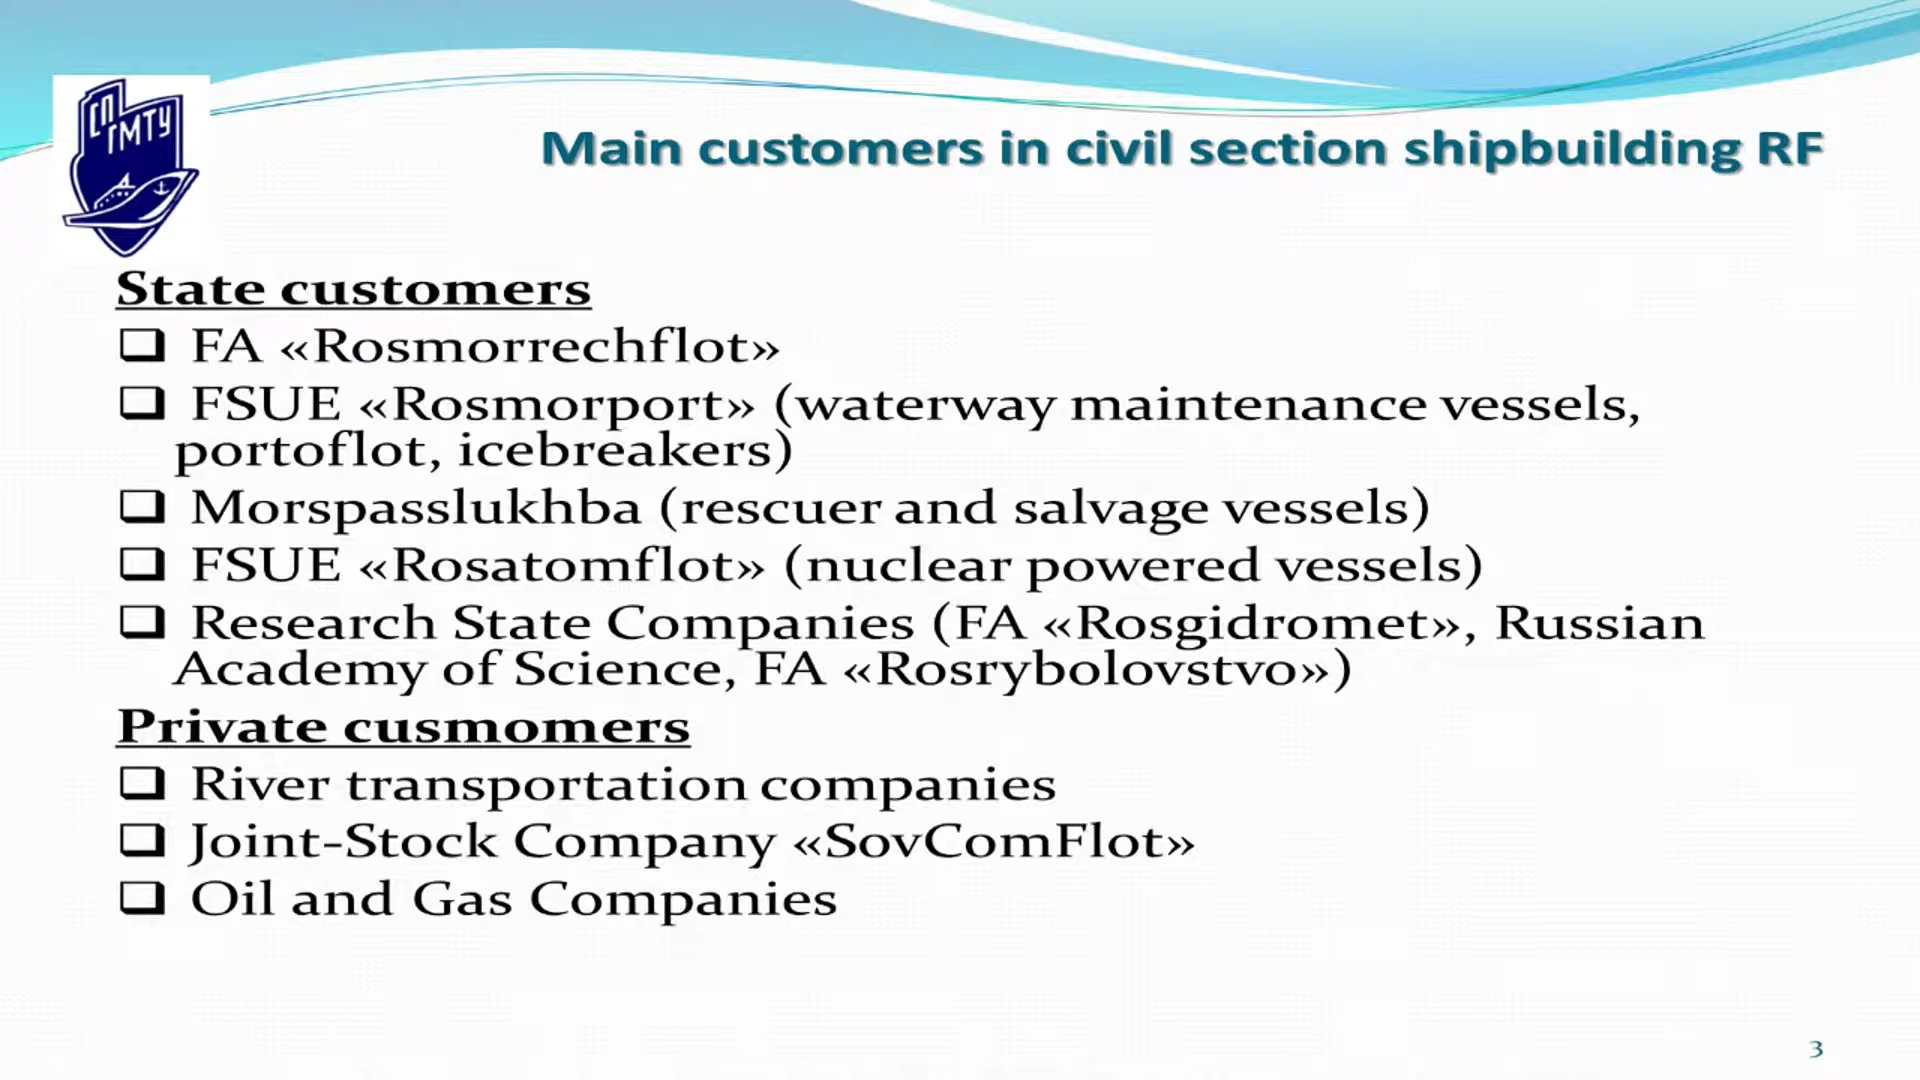 СПГМТУ
Main customers in civil section shipbuilding RF
State customers
FA «Rosmorrechflot»
FSUE «Rosmorport» (waterway maintenance vessels,
portoflot, icebreakers)
Morspasslukhba (rescuer and salvage vessels)
FSUE «Rosatomflot» (nuclear powered vessels)
Research State Companies (FA «Rosgidromet», Russian
Academy of Science, FA «Rosrybolovstvo»)
Private cusmomers
River transportation companies
Joint-Stock Company «SovComFlot»
Oil and Gas Companies
3